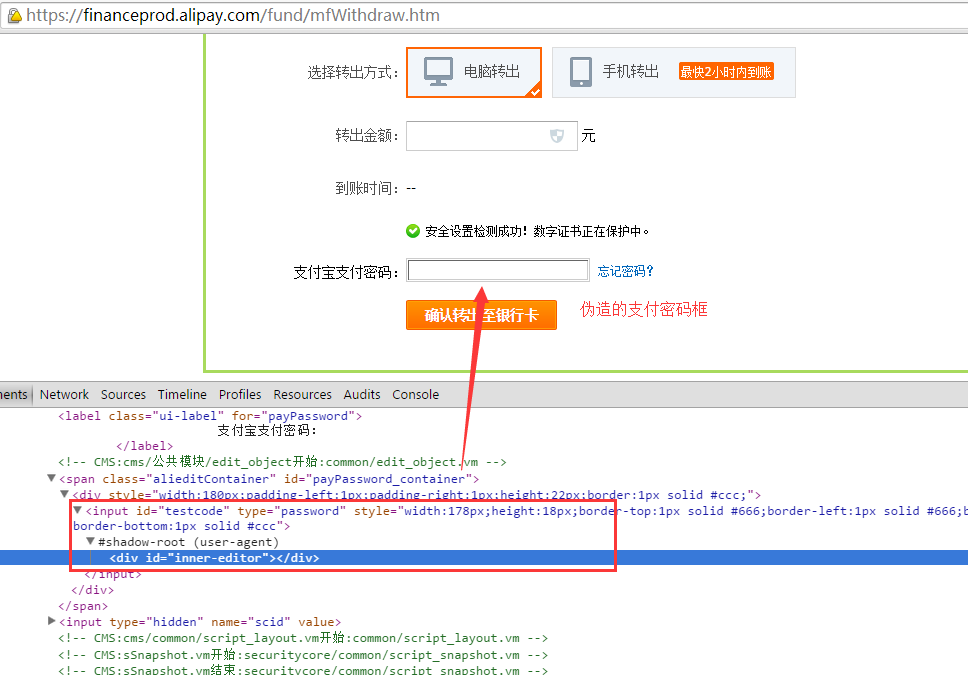 https://financeprod.alipay.com/fund/mfWithdraw.htm
选择转出方式： 电脑转出 手机转出 最快2小时内到账
转出金额： 元
到账时间： --
安全设置检测成功！数字证书正在保护中。
支付宝支付密码： 忘记密码?
确认转出至银行卡 伪造的支付密码框
ments Network Sources Timeline Profiles Resources Audits Console
<label class="ui-label" for="payPassword">
支付宝支付密码：
</label>
<!-- CMS:cms/公共模块/edit_object开始:common/edit_object.vm -->
<span class="alieditContainer" id="payPassword_container">
<div style="width:180px;padding-left:1px;padding-right:1px;height:22px;border:1px solid #ccc;">
<input id="testcode" type="password" style="width:178px;height:18px;border-top:1px solid #666;border-left:1px solid #666;b
border-bottom:1px solid #ccc">
#shadow-root (user-agent)
<div id="inner-editor"></div>
</input>
</div>
</span>
<input type="hidden" name="scid" value>
<!-- CMS:cms/common/script_layout.vm开始:common/script_layout.vm -->
<!-- CMS:sSnapshot.vm开始:securitycore/common/script_snapshot.vm -->
<!-- CMS:sSnapshot.vm结束:securitycore/common/script_snapshot.vm -->